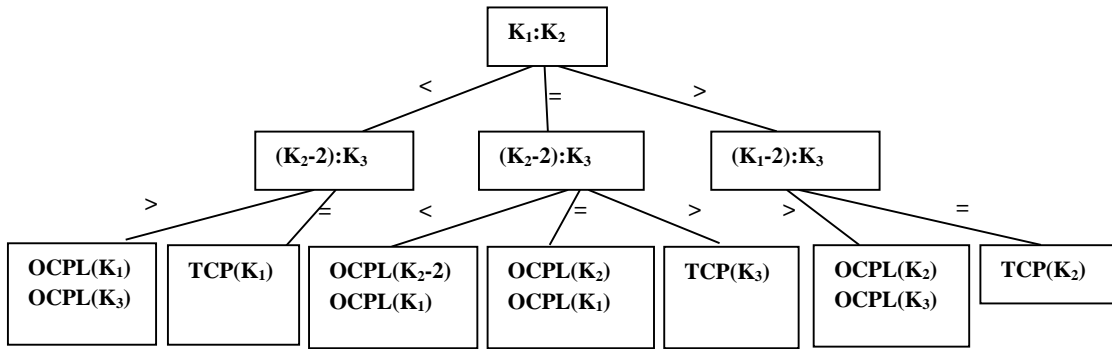 K₁:K₂
< = >
(K₂-2):K₃ (K₂-2):K₃ (K₁-2):K₃
> = < = > > =
OCPL(K₁) TCP(K₁) OCPL(K₂-2) OCPL(K₂) TCP(K₃) OCPL(K₂) TCP(K₂)
OCPL(K₃) OCPL(K₁) OCPL(K₁) OCPL(K₃)